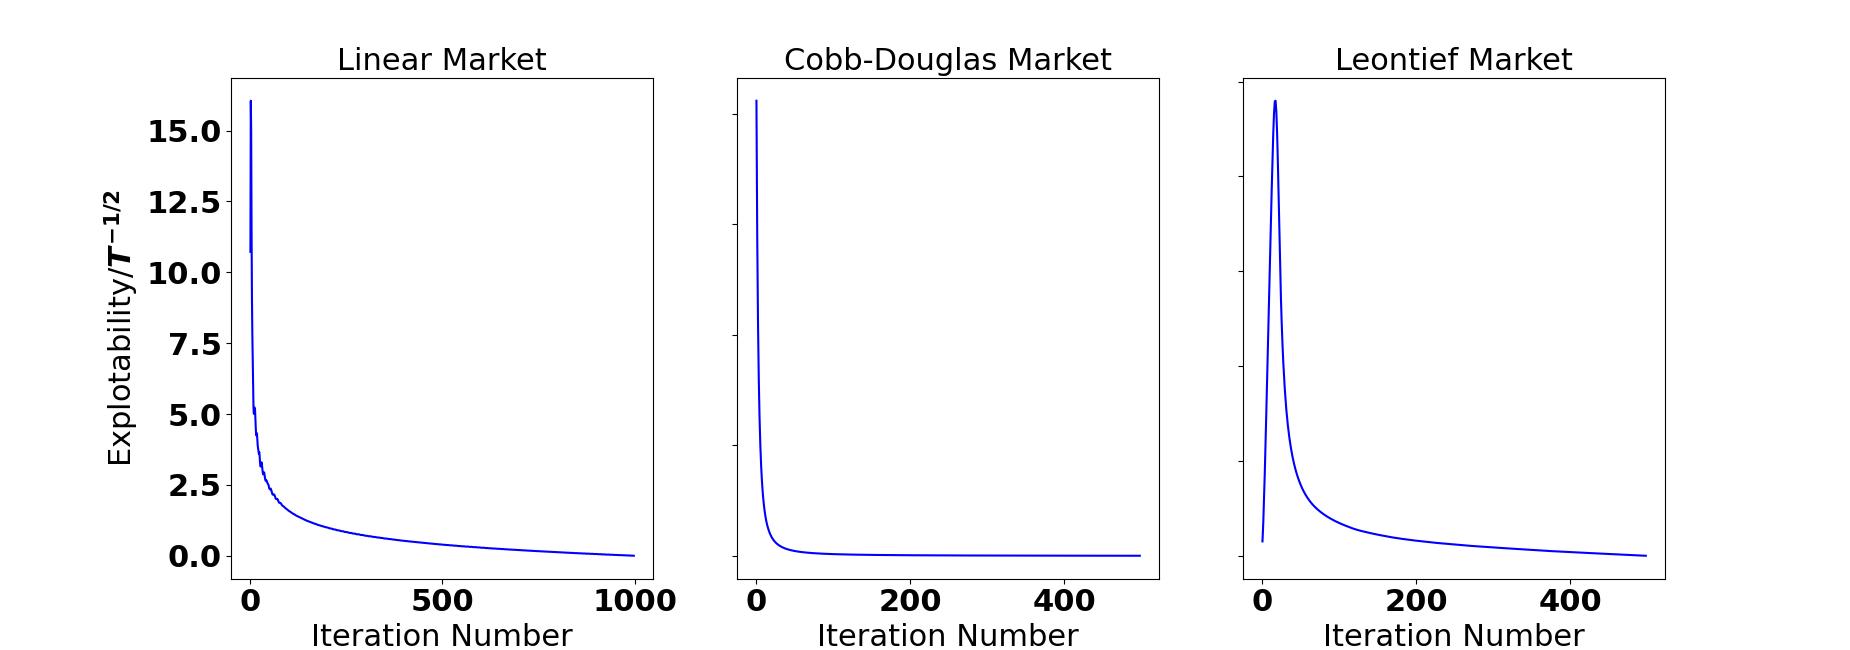 Linear Market
Cobb-Douglas Market
Leontief Market
Explotability/T−1/2
15.0
12.5
10.0
7.5
5.0
2.5
0.0
0 500 1000
0 200 400
0 200 400
Iteration Number
Iteration Number
Iteration Number